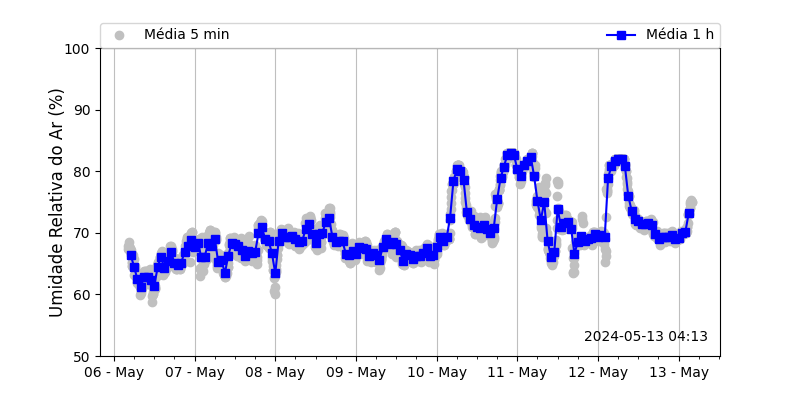 Média 5 min
Média 1 h
Umidade Relativa do Ar (%)
100
90
80
70
60
50
2024-05-13 04:13
06 - May
07 - May
08 - May
09 - May
10 - May
11 - May
12 - May
13 - May